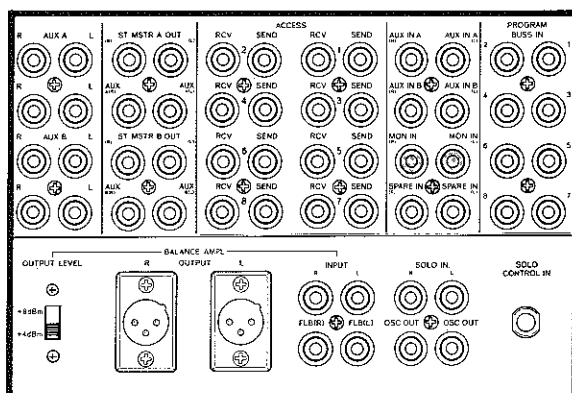 ACCESS
PROGRAM
R AUX A L
ST MSTR A OUT
(R) (L)
RCV 2 SEND
RCV 1 SEND
AUX IN A AUX IN A
(R) (L)
BUSS IN
2 1
R L
AUX AUX
RCV SEND
4
RCV SEND
3
AUX IN B AUX IN B
(R) (L)
4 3
R AUX B L
ST MSTR B OUT
(R) (L)
RCV 6 SEND
RCV 5 SEND
MON IN MON IN
(R) (L)
6 5
R L
AUX AUX
RCV SEND
8
RCV SEND
7
SPARE IN SPARE IN
(R) (L)
8 7
BALANCE AMPL
OUTPUT LEVEL
R OUTPUT L
INPUT
R L
SOLO IN.
R L
SOLO
CONTROL IN
+8dBm
+4dBm
FLB(R) FLB(L)
OSC OUT OSC OUT